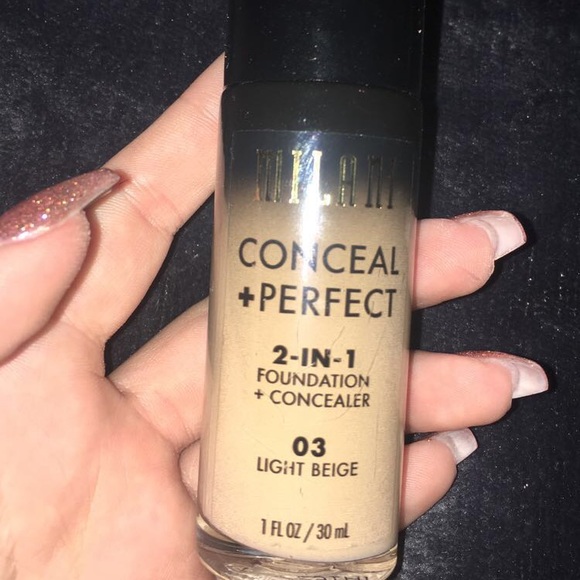 MILANI
CONCEAL
+PERFECT
2-IN-1
FOUNDATION
+ CONCEALER
03
LIGHT BEIGE
1 FL OZ / 30 mL